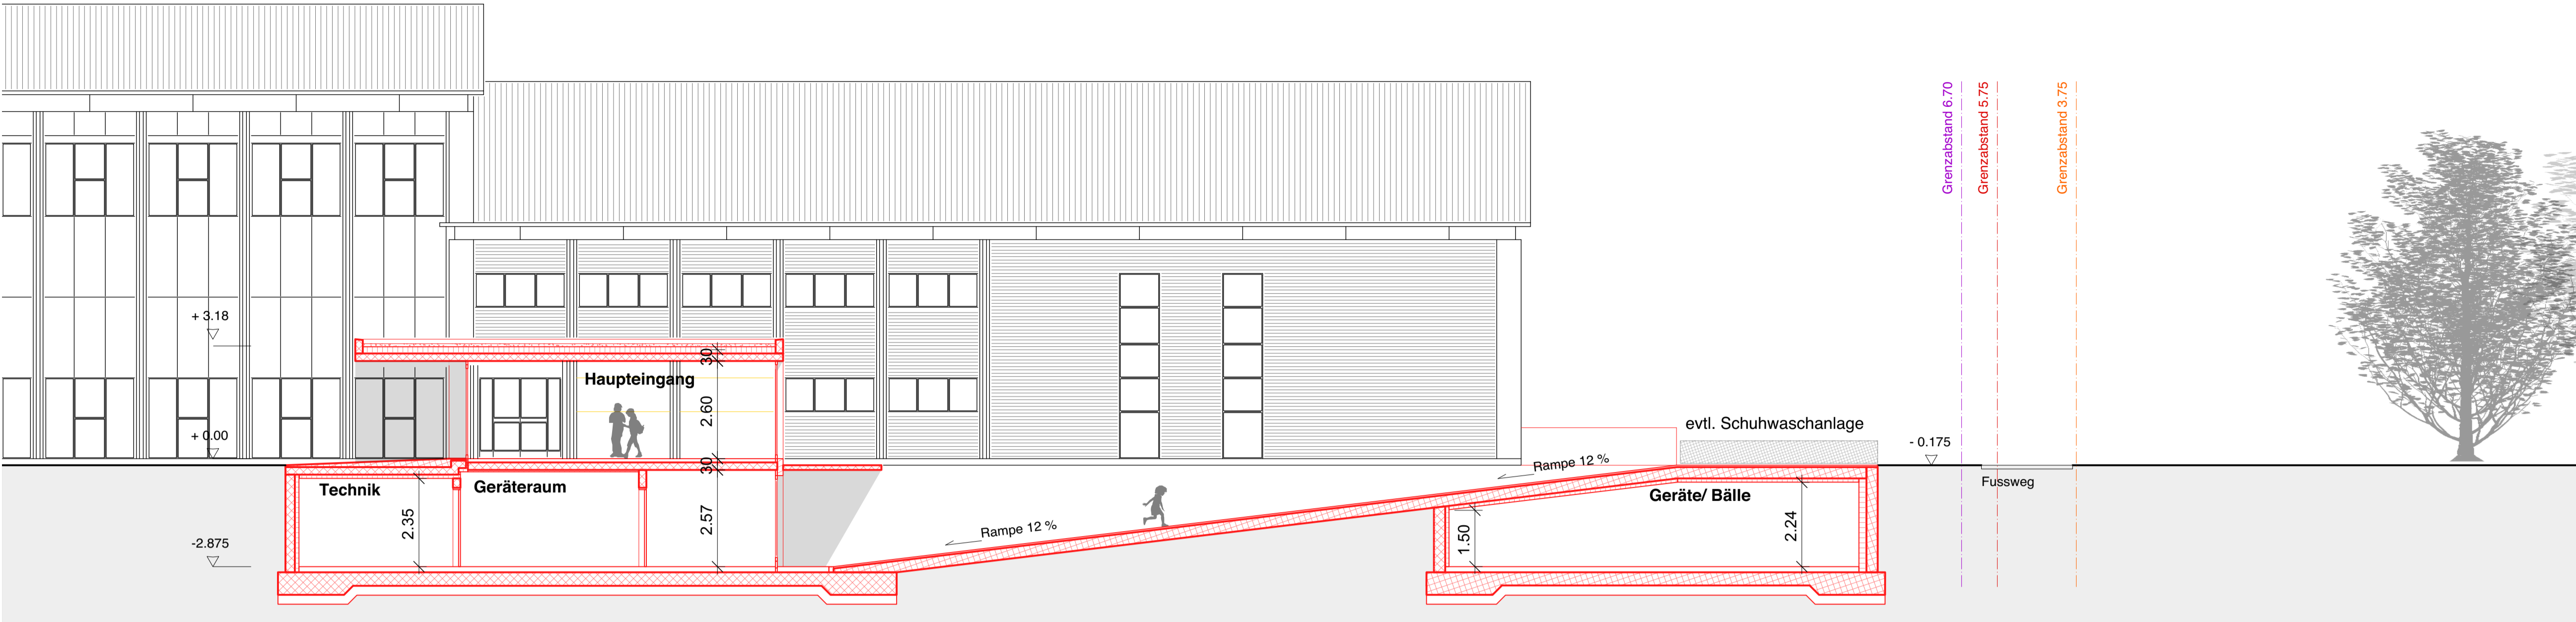 Grenzabstand 6.70
Grenzabstand 5.75
Grenzabstand 3.75
+ 3.18
30
Haupteingang
2.60
evtl. Schuhwaschanlage
+ 0.00
- 0.175
30
Rampe 12 %
Technik
Geräteraum
Geräte/ Bälle
Fussweg
2.35
2.57
Rampe 12 %
1.50
2.24
-2.875